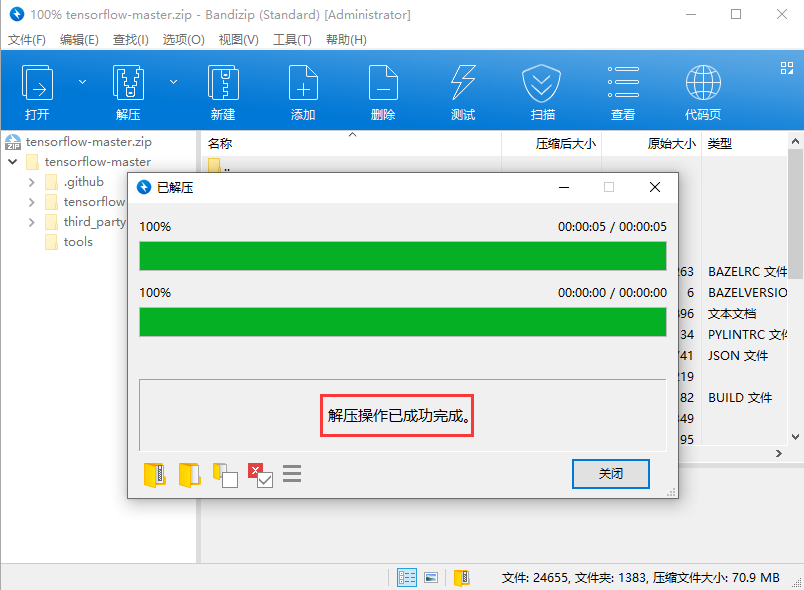 100% tensorflow-master.zip - Bandizip (Standard) [Administrator]
文件(F) 编辑(E) 查找(I) 选项(O) 视图(V) 工具(T) 帮助(H)
打开 解压 新建 添加 删除 测试 扫描 查看 代码页
tensorflow-master.zip
tensorflow-master
.github
tensorflow
third_party
tools
名称 压缩后大小 原始大小 类型
..
已解压
100% 00:00:05 / 00:00:05
100% 00:00:00 / 00:00:00
解压操作已成功完成。
关闭
263 BAZELRC 文件
6 BAZELVERSIO
396 文本文档
34 PYLINTRC 文件
741 JSON 文件
219
82 BUILD 文件
349
95
文件: 24655, 文件夹: 1383, 压缩文件大小: 70.9 MB